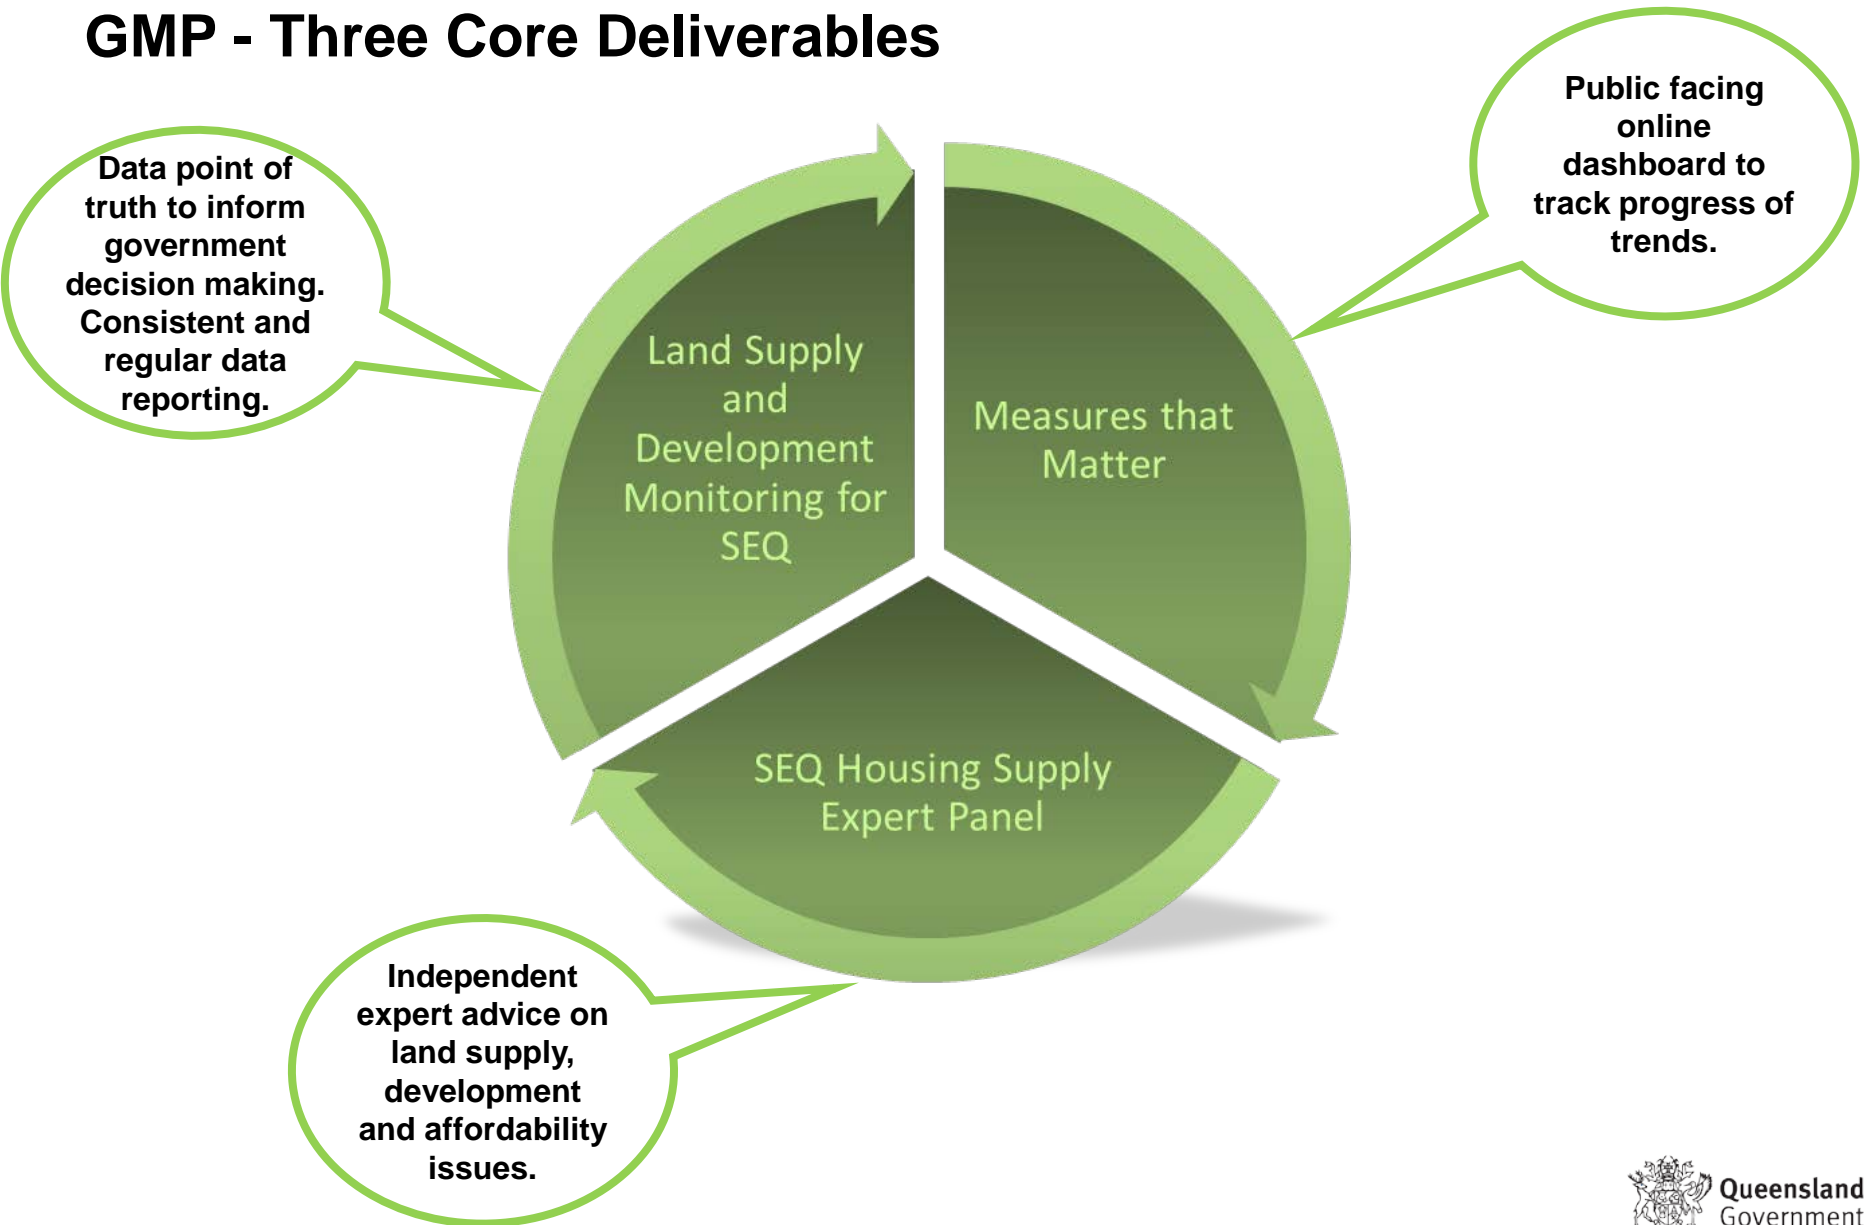 GMP - Three Core Deliverables
Data point of
truth to inform
government
decision making.
Consistent and
regular data
reporting.
Public facing
online
dashboard to
track progress of
trends.
Land Supply
and
Development
Monitoring for
SEQ
Measures that
Matter
SEQ Housing Supply
Expert Panel
Independent
expert advice on
land supply,
development
and affordability
issues.
Queensland
Government